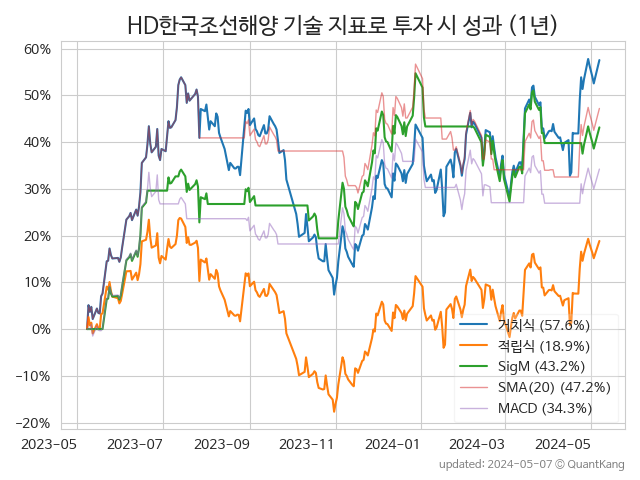 HD한국조선해양 기술 지표로 투자 시 성과 (1년)
60%
50%
40%
30%
20%
10%
0%
−10%
−20%
2023-05
2023-07
2023-09
2023-11
2024-01
2024-03
2024-05
거치식 (57.6%)
적립식 (18.9%)
SigM (43.2%)
SMA(20) (47.2%)
MACD (34.3%)
updated: 2024-05-07 © QuantKang